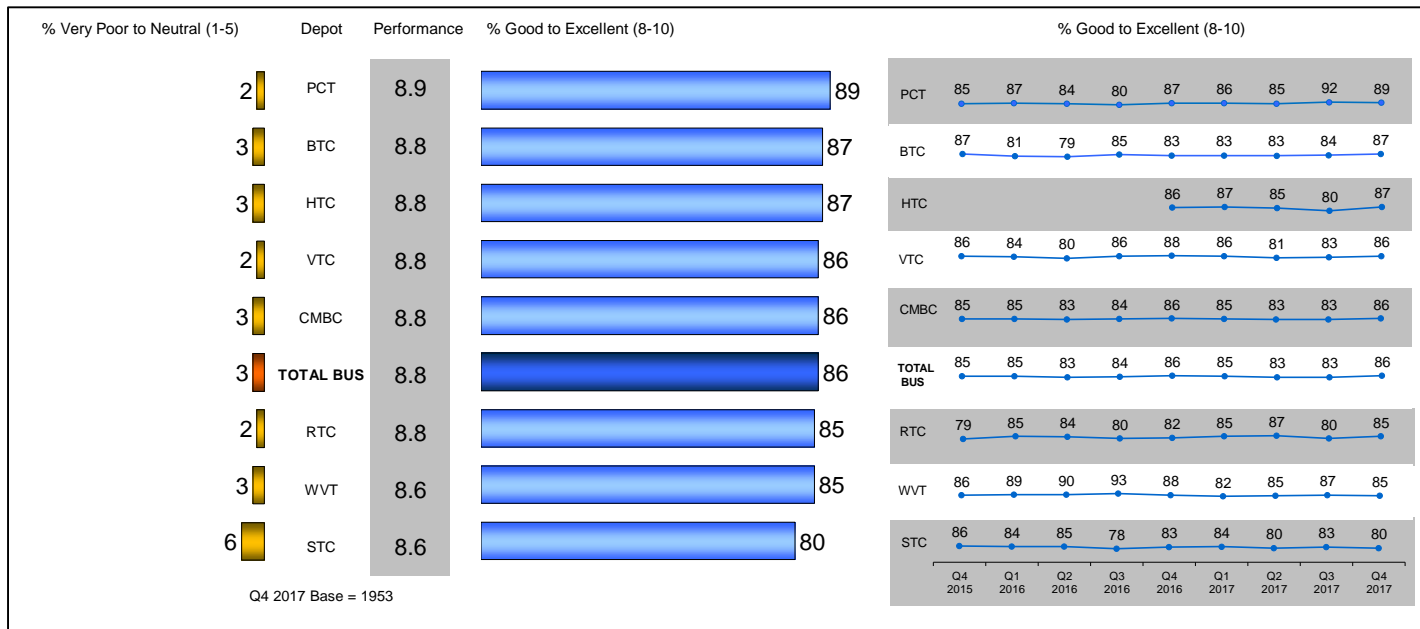 % Very Poor to Neutral (1-5) Depot Performance % Good to Excellent (8-10) % Good to Excellent (8-10)
2 PCT 8.9 89
3 BTC 8.8 87
3 HTC 8.8 87
2 VTC 8.8 86
3 CMBC 8.8 86
3 TOTAL BUS 8.8 86
2 RTC 8.8 85
3 WVT 8.6 85
6 STC 8.6 80
Q4 2017 Base = 1953
PCT 85 87 84 80 87 86 85 92 89
BTC 87 81 79 85 83 83 83 84 87
HTC 86 87 85 80 87
VTC 86 84 80 86 88 86 81 83 86
CMBC 85 85 83 84 86 85 83 83 86
TOTAL
BUS 85 85 83 84 86 85 83 83 86
RTC 79 85 84 80 82 85 87 80 85
WVT 86 89 90 93 88 82 85 87 85
STC 86 84 85 78 83 84 80 83 80
Q4 Q1 Q2 Q3 Q4 Q1 Q2 Q3 Q4
2015 2016 2016 2016 2016 2017 2017 2017 2017